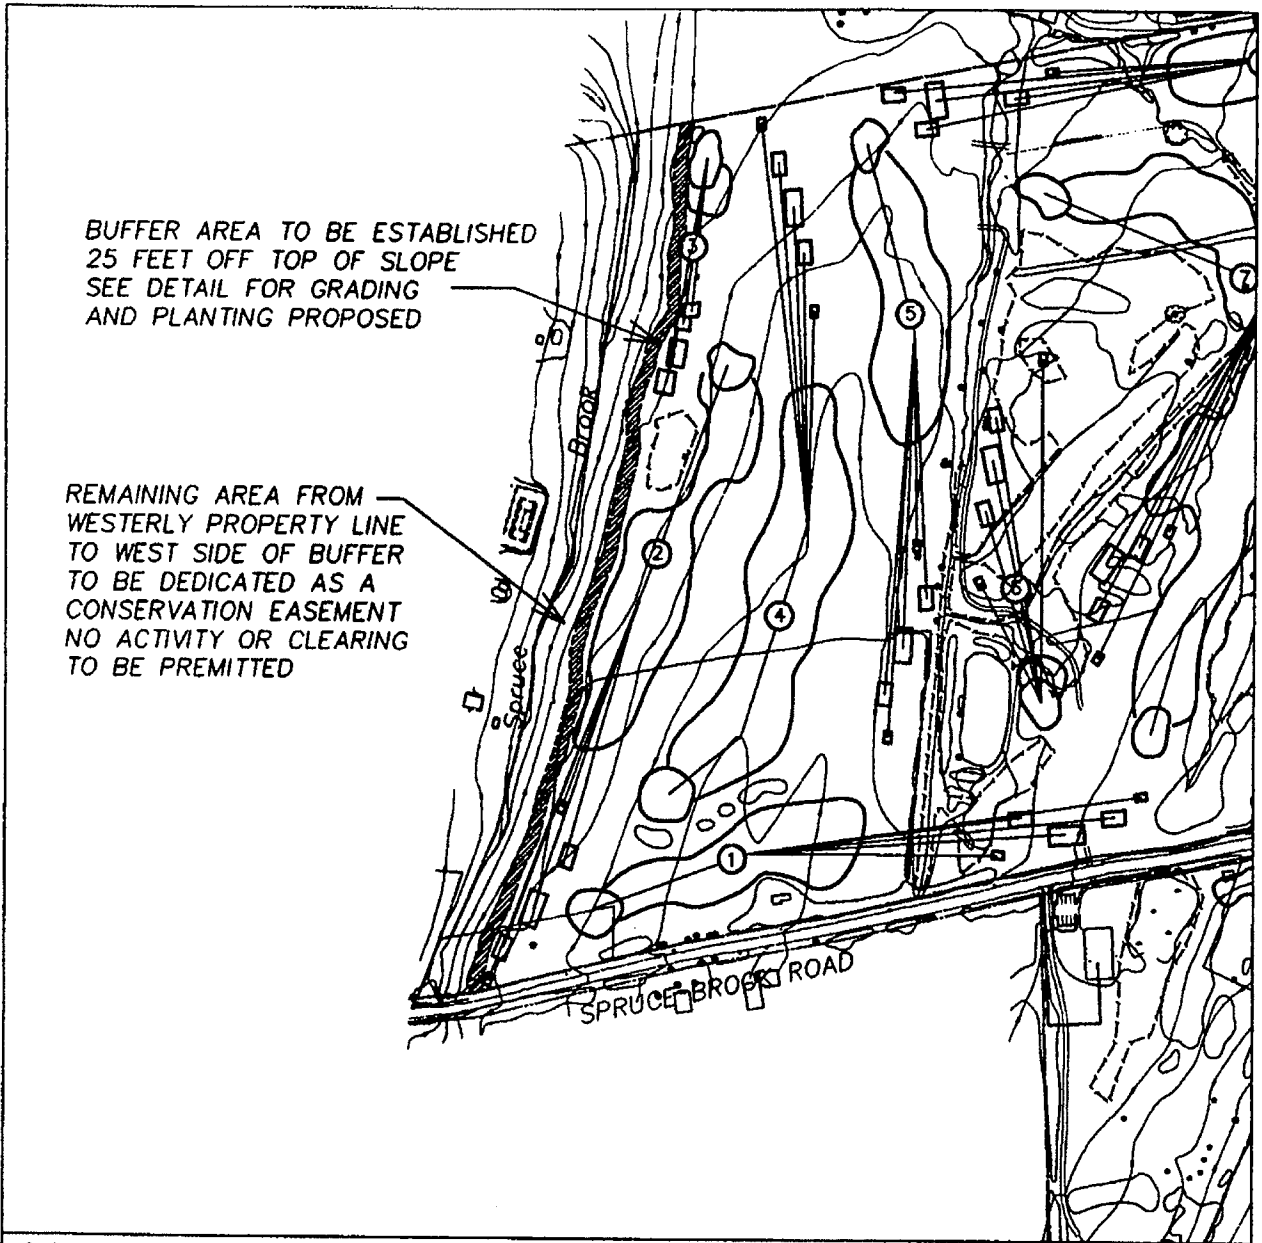 BUFFER AREA TO BE ESTABLISHED
25 FEET OFF TOP OF SLOPE
SEE DETAIL FOR GRADING
AND PLANTING PROPOSED
REMAINING AREA FROM
WESTERLY PROPERTY LINE
TO WEST SIDE OF BUFFER
TO BE DEDICATED AS A
CONSERVATION EASEMENT
NO ACTIVITY OR CLEARING
TO BE PREMITTED
Spruce Brook
3
5
7
2
6
4
1
SPRUCE BROOK ROAD